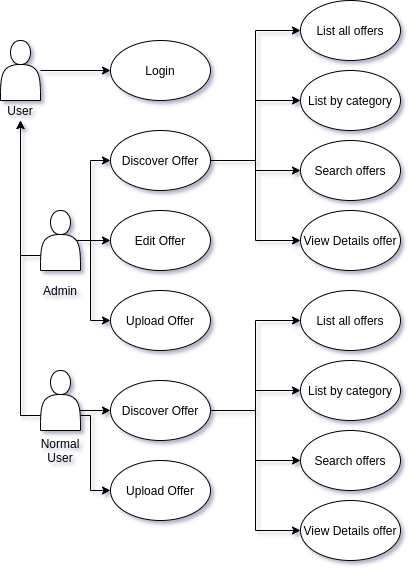 List all offers
Login
User
List by category
Discover Offer
Search offers
Edit Offer
View Details offer
Admin
Upload Offer
List all offers
List by category
Discover Offer
Normal
User
Search offers
Upload Offer
View Details offer